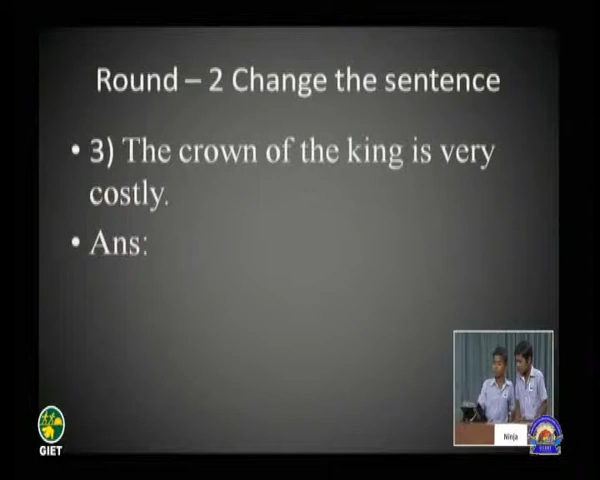 Round – 2 Change the sentence
• 3) The crown of the king is very
costly.
• Ans:
Ninja
GIET